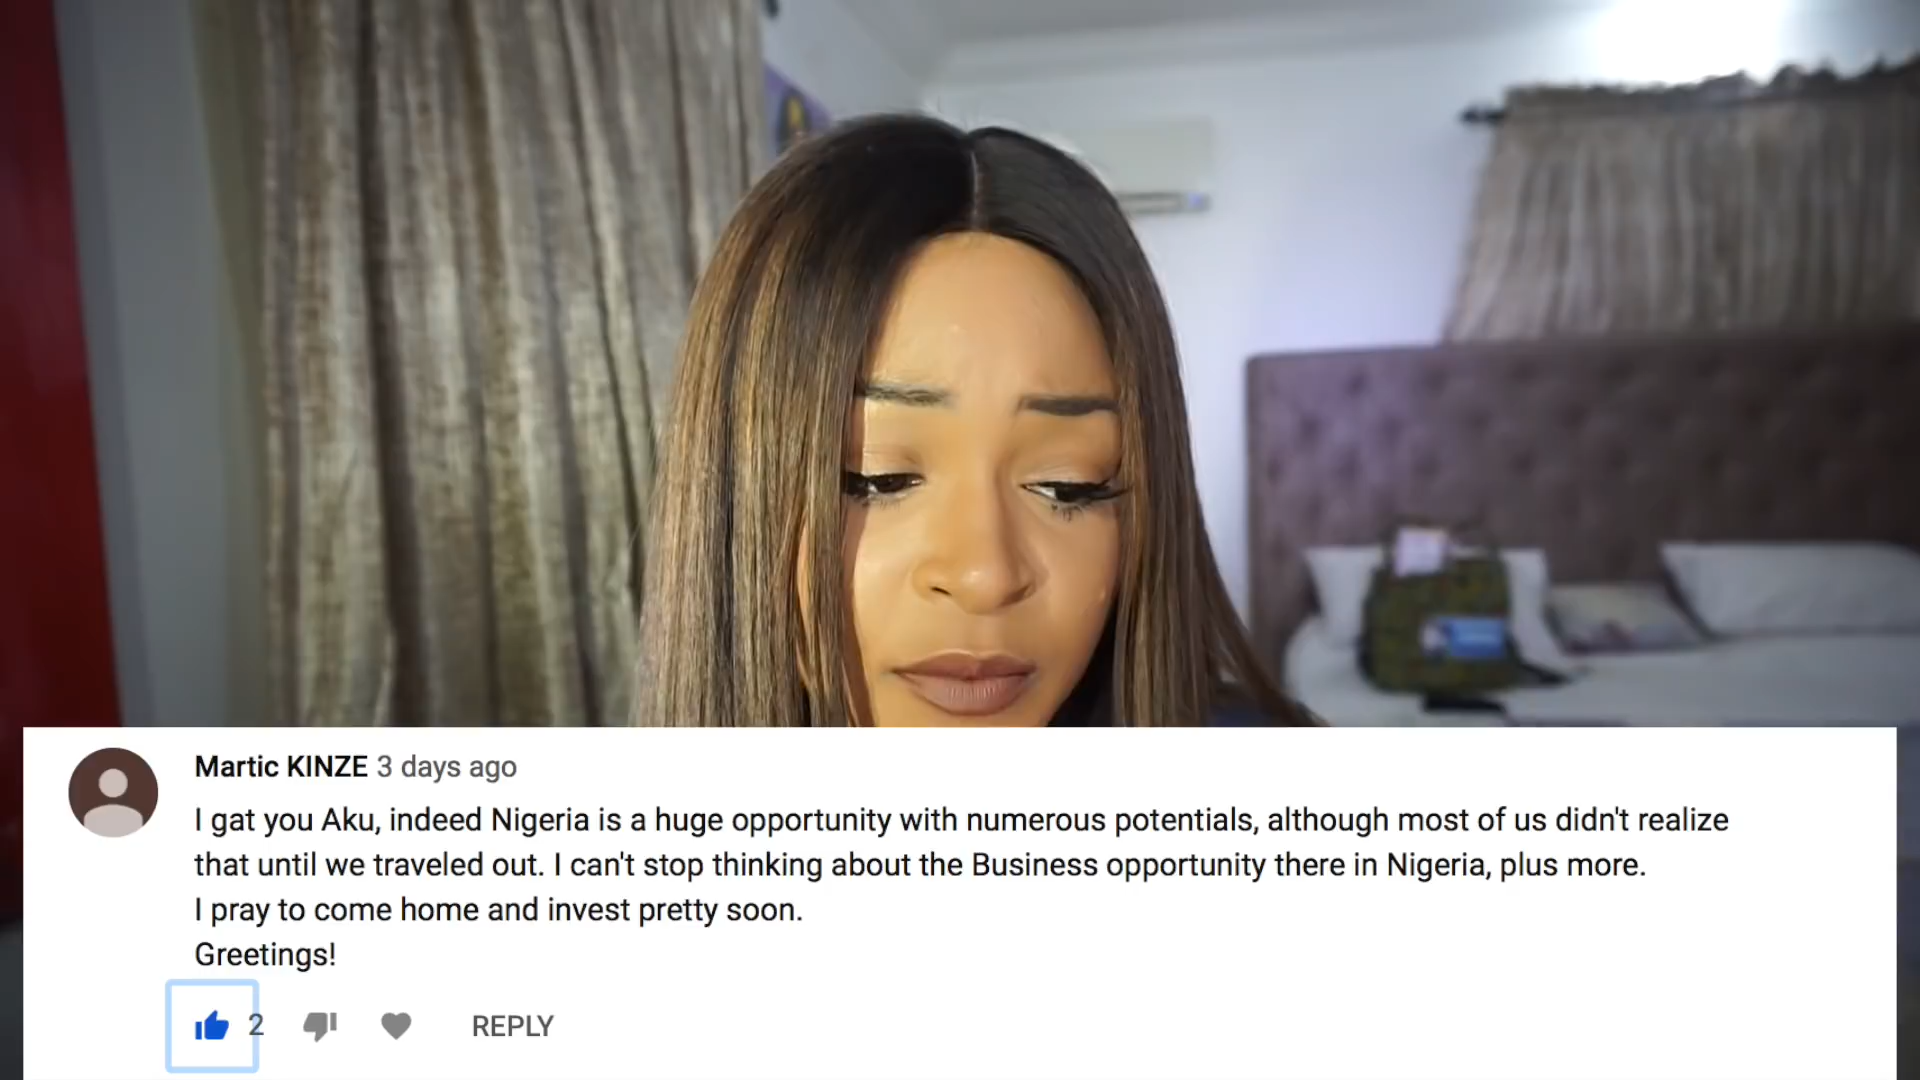 Martic KINZE 3 days ago
I gat you Aku, indeed Nigeria is a huge opportunity with numerous potentials, although most of us didn't realize
that until we traveled out. I can't stop thinking about the Business opportunity there in Nigeria, plus more.
I pray to come home and invest pretty soon.
Greetings!
2 REPLY